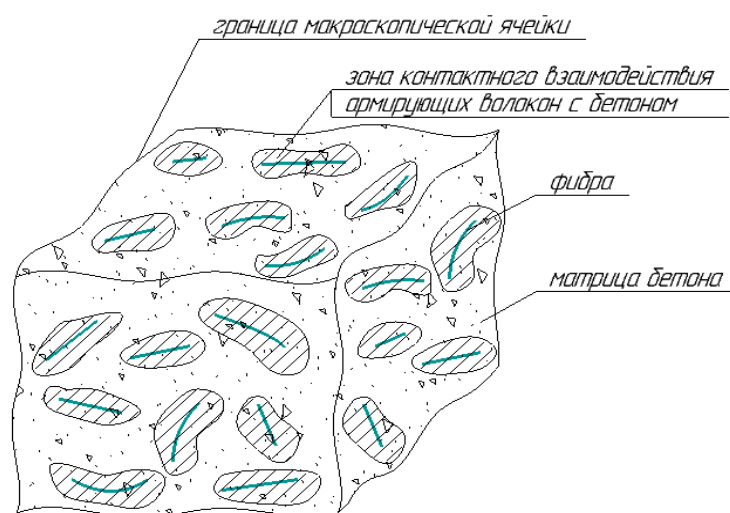 граница макроскопической ячейки
зона контактного взаимодействия
армирующих волокон с бетоном
фибра
матрица бетона